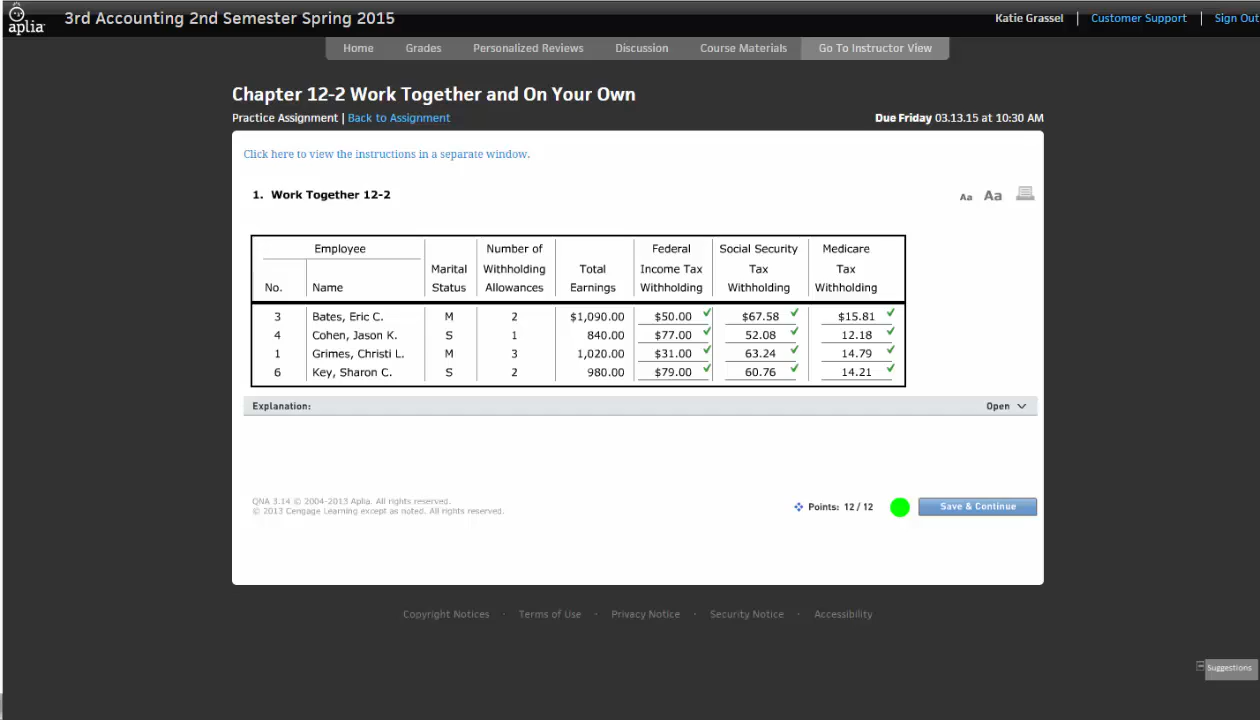 aplia
3rd Accounting 2nd Semester Spring 2015
Katie Grassel | Customer Support | Sign Out
Home Grades Personalized Reviews Discussion Course Materials Go To Instructor View
Chapter 12-2 Work Together and On Your Own
Practice Assignment | Back to Assignment
Due Friday 03.13.15 at 10:30 AM
Click here to view the instructions in a separate window.
1. Work Together 12-2
Aa Aa
Employee Number of Federal Social Security Medicare
Marital Withholding Total Income Tax Tax Tax
No. Name Status Allowances Earnings Withholding Withholding Withholding
3 Bates, Eric C. M 2 $1,090.00 $50.00 $67.58 $15.81
4 Cohen, Jason K. S 1 840.00 $77.00 52.08 12.18
1 Grimes, Christi L. M 3 1,020.00 $31.00 63.24 14.79
6 Key, Sharon C. S 2 980.00 $79.00 60.76 14.21
Explanation: Open
QNA 3.14 © 2004-2013 Aplia. All rights reserved.
© 2013 Cengage Learning except as noted. All rights reserved.
Points: 12 / 12 Save & Continue
Copyright Notices · Terms of Use · Privacy Notice · Security Notice · Accessibility
Suggestions